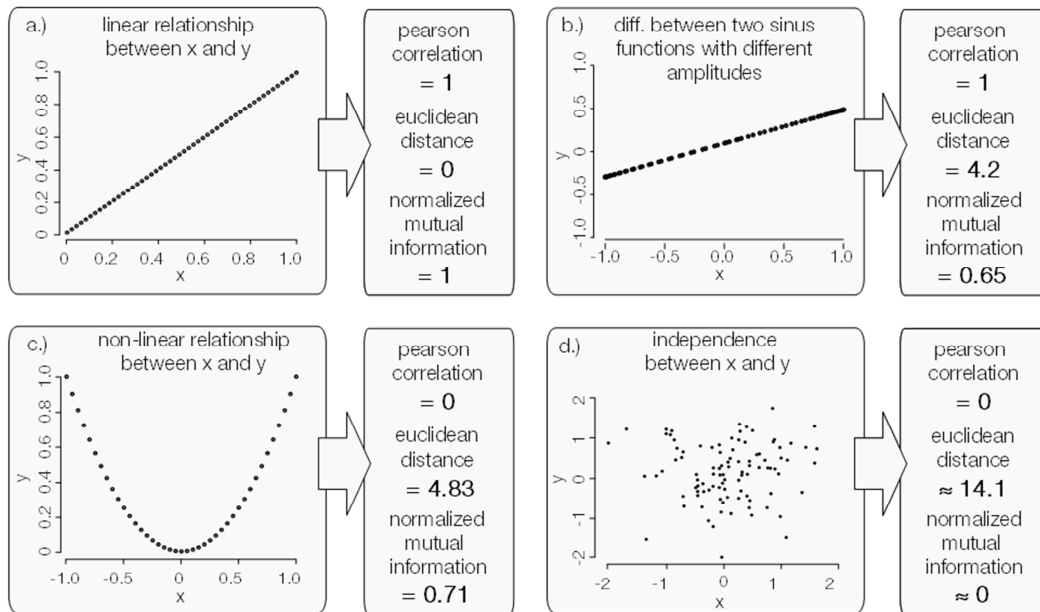 a.) linear relationship
between x and y
1.0
0.8
0.6
0.4
0.2
0
y
0 0.2 0.4 0.6 0.8 1.0
x
pearson
correlation
= 1
euclidean
distance
= 0
normalized
mutual
information
= 1
b.) diff. between two sinus
functions with different
amplitudes
1.0
0.5
0
-0.5
-1.0
y
-1.0 -0.5 0.0 0.5 1.0
x
pearson
correlation
= 1
euclidean
distance
= 4.2
normalized
mutual
information
= 0.65
c.) non-linear relationship
between x and y
1.0
0.8
0.6
0.4
0.2
0
y
-1.0 -0.5 0 0.5 1.0
x
pearson
correlation
= 0
euclidean
distance
= 4.83
normalized
mutual
information
= 0.71
d.) independence
between x and y
2
1
0
-1
-2
y
-2 -1 0 1 2
x
pearson
correlation
= 0
euclidean
distance
≈ 14.1
normalized
mutual
information
≈ 0